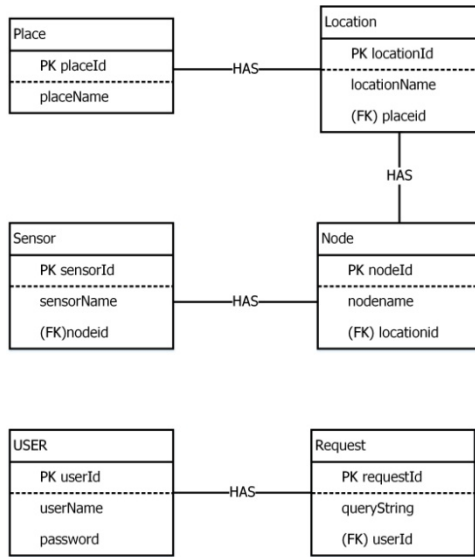 Place
PK placeId
placeName
HAS
Location
PK locationId
locationName
(FK) placeid
HAS
Sensor
PK sensorId
sensorName
(FK)nodeid
HAS
Node
PK nodeId
nodename
(FK) locationid
USER
PK userId
userName
password
HAS
Request
PK requestId
queryString
(FK) userId